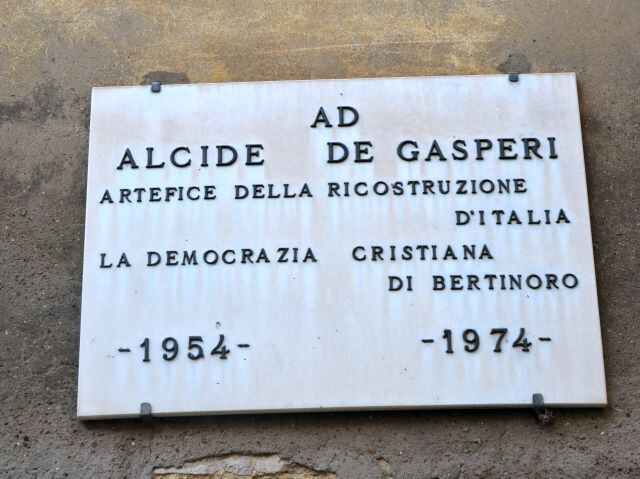 AD
ALCIDE DE GASPERI
ARTEFICE DELLA RICOSTRUZIONE
D'ITALIA
LA DEMOCRAZIA CRISTIANA
DI BERTINORO
-1954- -1974-